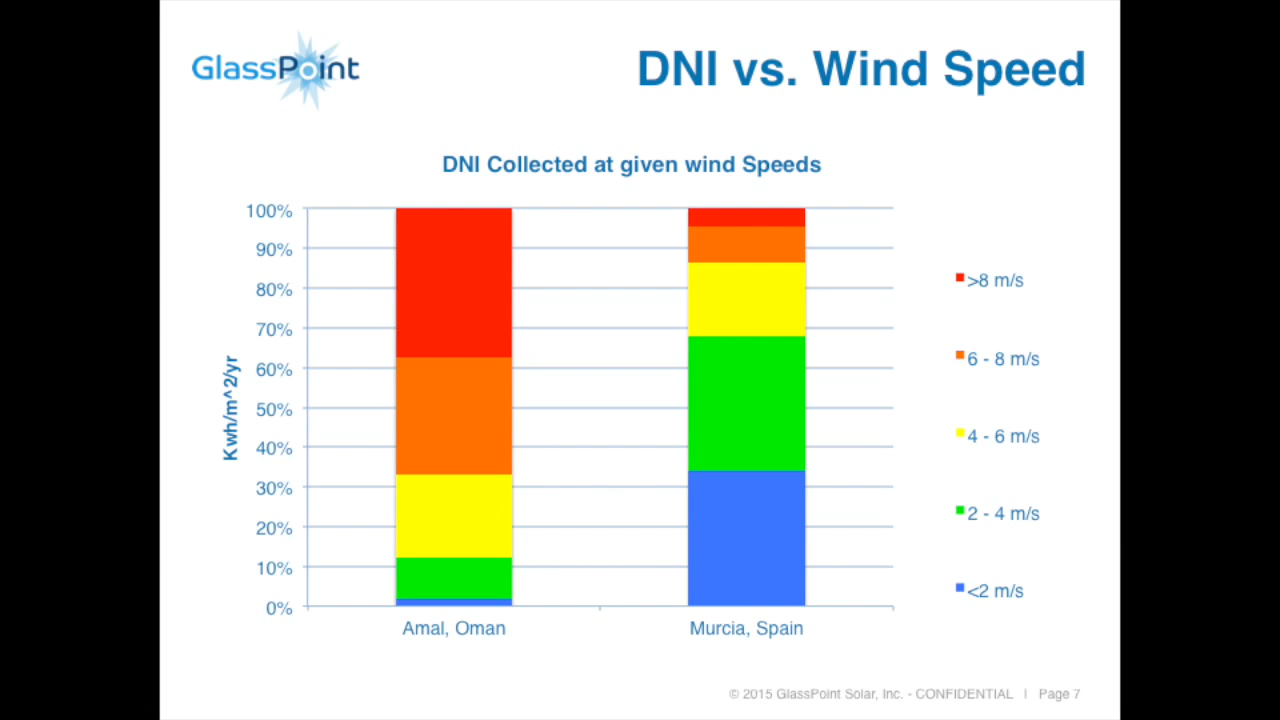 GlassPoint
DNI vs. Wind Speed
DNI Collected at given wind Speeds
100%
90%
80%
70%
60%
50%
40%
30%
20%
10%
0%
Kwh/m^2/yr
Amal, Oman
Murcia, Spain
>8 m/s
6 - 8 m/s
4 - 6 m/s
2 - 4 m/s
<2 m/s
© 2015 GlassPoint Solar, Inc. - CONFIDENTIAL | Page 7